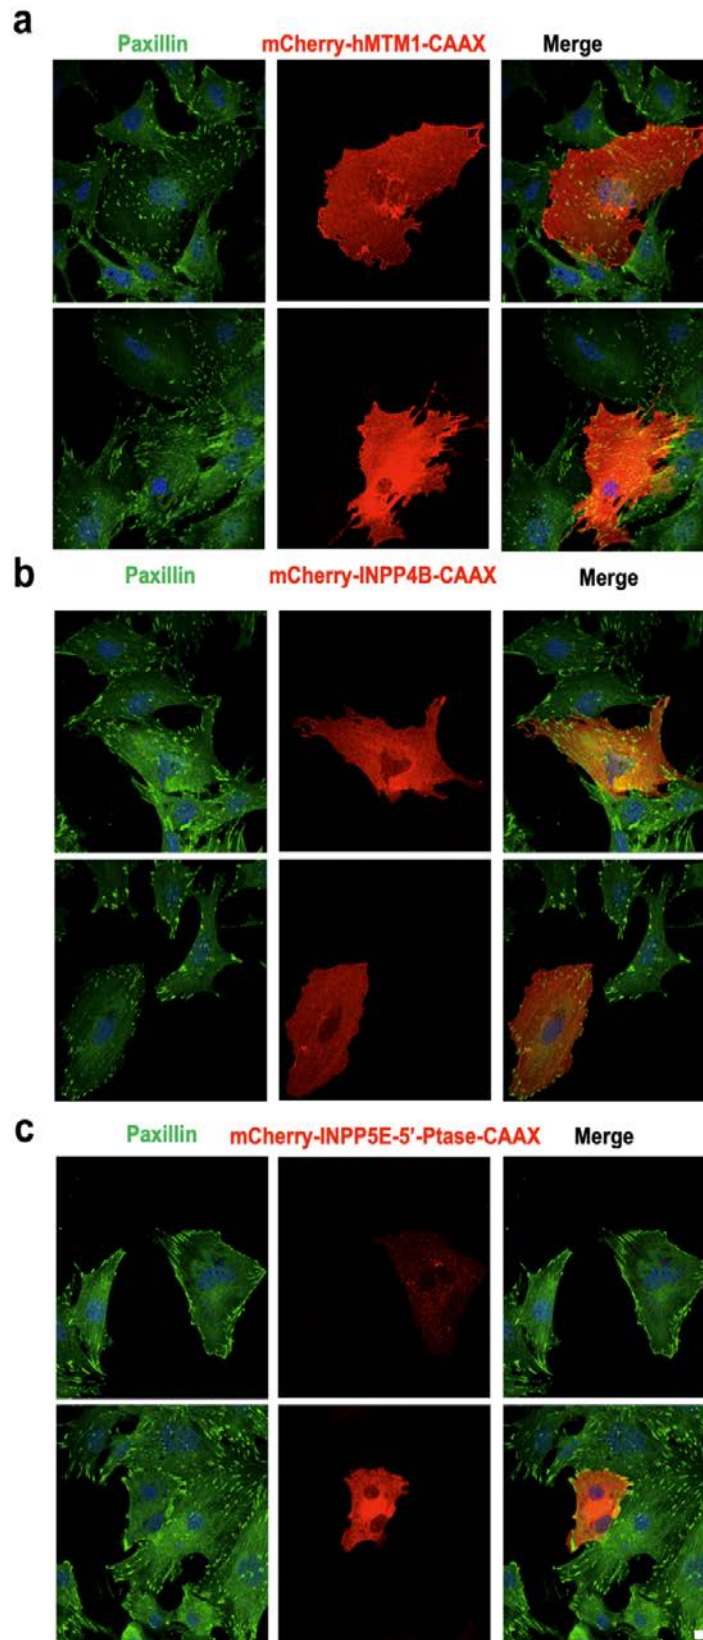 a
Paxillin mCherry-hMTM1-CAAX Merge
b
Paxillin mCherry-INPP4B-CAAX Merge
c
Paxillin mCherry-INPP5E-5'-Ptase-CAAX Merge